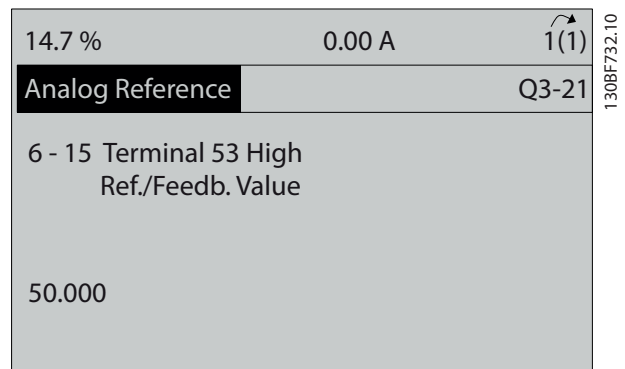 14.7 % 0.00 A 1(1)
Analog Reference Q3-21
6 - 15 Terminal 53 High
Ref./Feedb. Value
50.000
130BF732.10